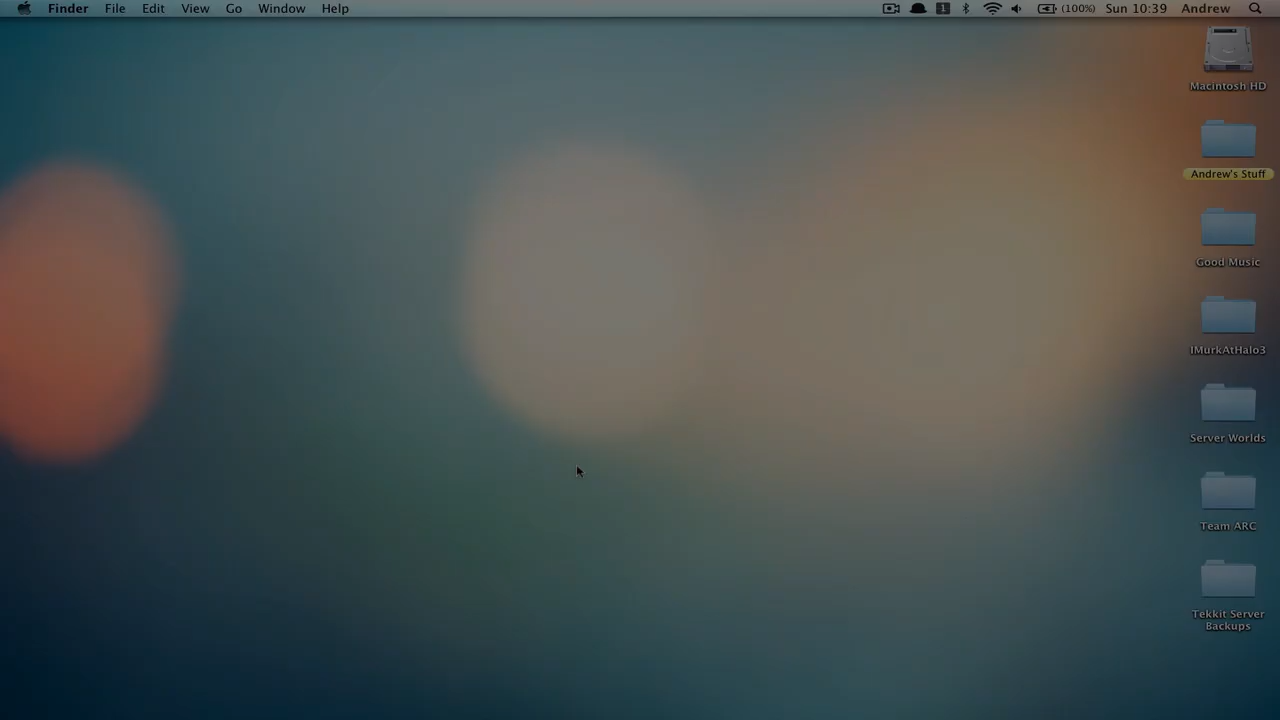 Finder File Edit View Go Window Help 1 (100%) Sun 10:39 Andrew
Macintosh HD
Andrew's Stuff
Good Music
IMurkAtHalo3
Server Worlds
Team ARC
Tekkit Server
Backups